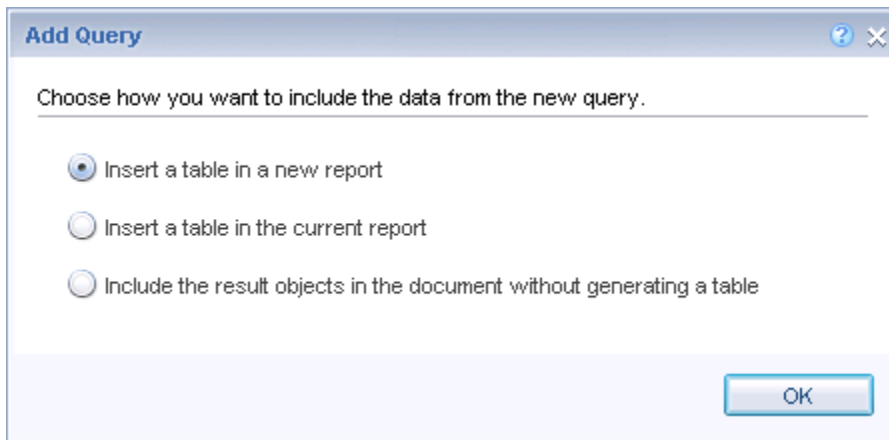 Add Query
?
Choose how you want to include the data from the new query.
Insert a table in a new report
Insert a table in the current report
Include the result objects in the document without generating a table
OK